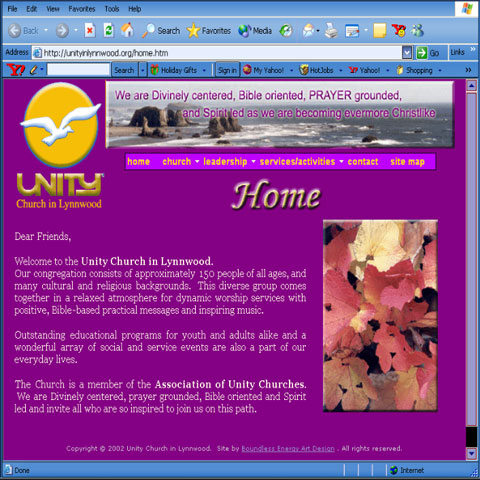 File Edit View Favorites Tools Help
Back Search Favorites Media
Address http://unityinlynnwood.org/home.htm Go Links »
Y! Search Holiday Gifts Sign in My Yahoo! HotJobs Yahoo! Shopping »
We are Divinely centered, Bible oriented, PRAYER grounded,
and Spirit led as we are becoming evermore Christlike
home church leadership services/activities contact site map
UNITY
Church in Lynnwood
Home
Dear Friends,
Welcome to the Unity Church in Lynnwood.
Our congregation consists of approximately 150 people of all ages, and
many cultural and religious backgrounds. This diverse group comes
together in a relaxed atmosphere for dynamic worship services with
positive, Bible-based practical messages and inspiring music.
Outstanding educational programs for youth and adults alike and a
wonderful array of social and service events are also a part of our
everyday lives.
The Church is a member of the Association of Unity Churches.
We are Divinely centered, prayer grounded, Bible oriented and Spirit
led and invite all who are so inspired to join us on this path.
Copyright © 2002 Unity Church in Lynnwood. Site by Boundless Energy Art Design . All rights reserved.
Done Internet